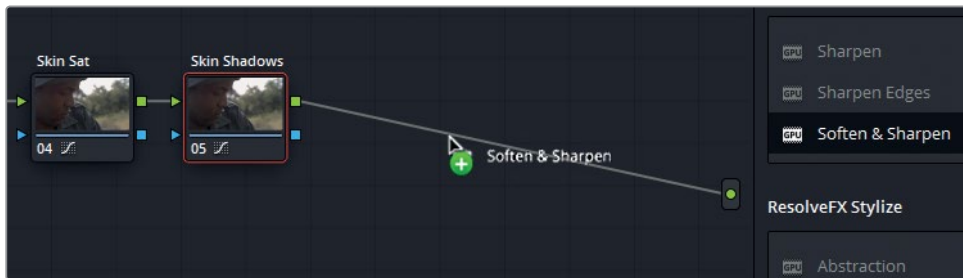 Skin Sat
Skin Shadows
04
05
Soften & Sharpen
GPU Sharpen
GPU Sharpen Edges
GPU Soften & Sharpen
ResolveFX Stylize
GPU Abstraction